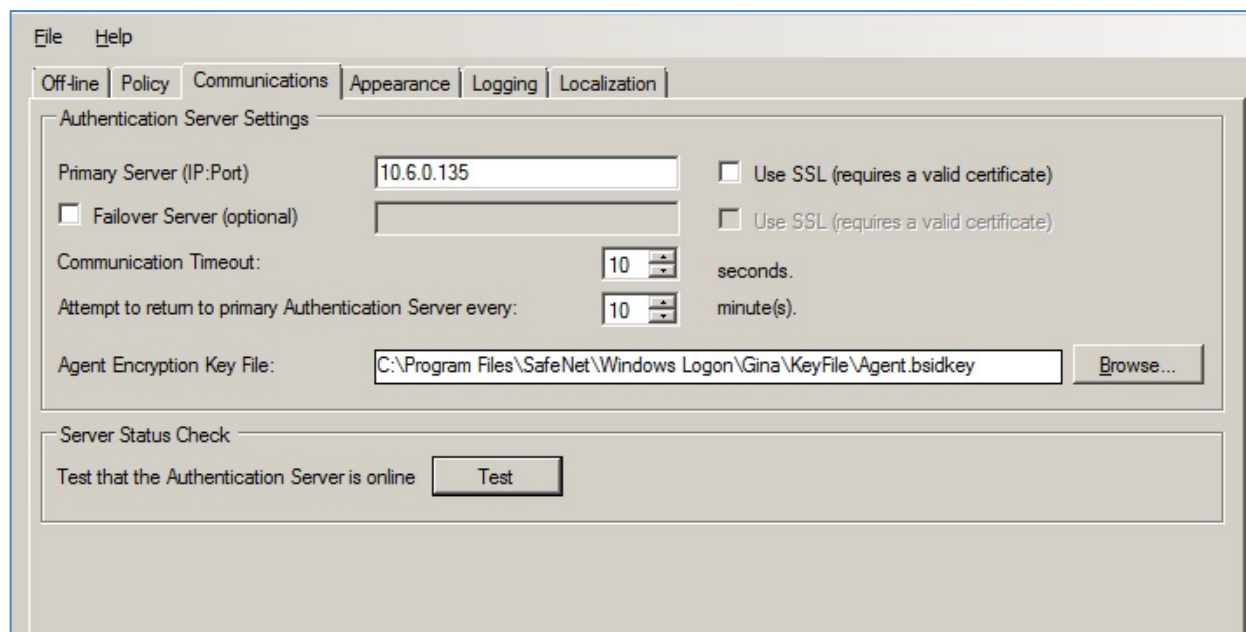 File Help
Off-line Policy Communications Appearance Logging Localization
Authentication Server Settings
Primary Server (IP:Port) 10.6.0.135 Use SSL (requires a valid certificate)
Failover Server (optional) Use SSL (requires a valid certificate)
Communication Timeout: 10 seconds.
Attempt to return to primary Authentication Server every: 10 minute(s).
Agent Encryption Key File: C:\Program Files\SafeNet\Windows Logon\Gina\KeyFile\Agent.bsidkey Browse...
Server Status Check
Test that the Authentication Server is online Test